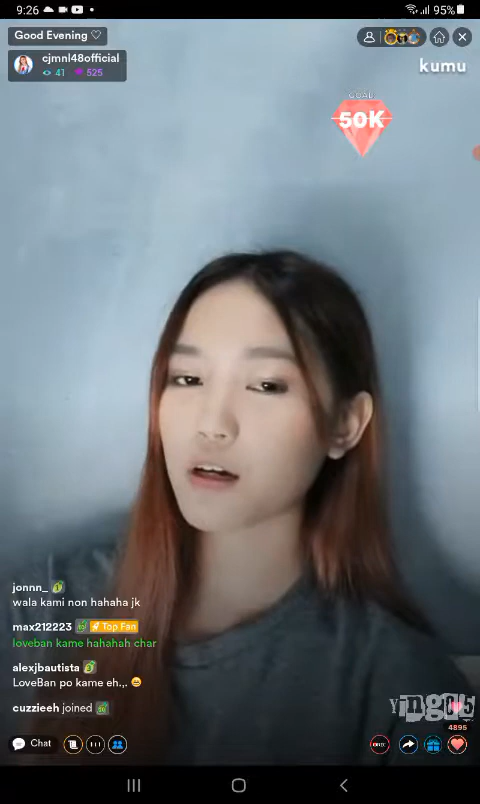 9:26
95%
Good Evening ♡
cjmnl48official
41 525
kumu
GOAL:
50K
jonnn_
wala kami non hahaha jk
max212223 Top Fan
loveban kame hahahah char
alexjbautista
LoveBan po kame eh.,. 😄
cuzzieeh joined
4895
Chat